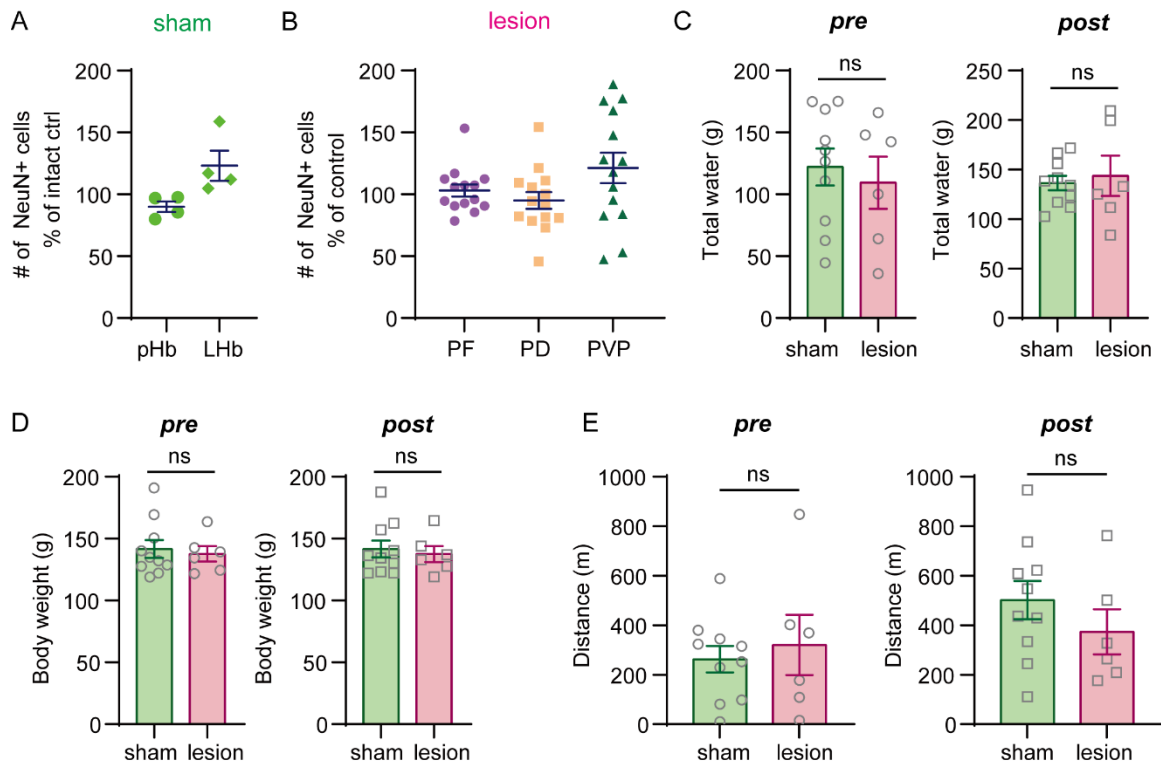 A
sham
# of NeuN+ cells
% of intact ctrl
200
150
100
50
0
pHb
LHb
B
lesion
# of NeuN+ cells
% of control
200
150
100
50
0
PF
PD
PVP
C
pre
ns
Total water (g)
200
150
100
50
0
sham
lesion
post
ns
Total water (g)
250
200
150
100
50
0
sham
lesion
D
pre
ns
Body weight (g)
200
150
100
50
0
sham
lesion
post
ns
Body weight (g)
200
150
100
50
0
sham
lesion
E
pre
ns
Distance (m)
1000
800
600
400
200
0
sham
lesion
post
ns
Distance (m)
1000
800
600
400
200
0
sham
lesion